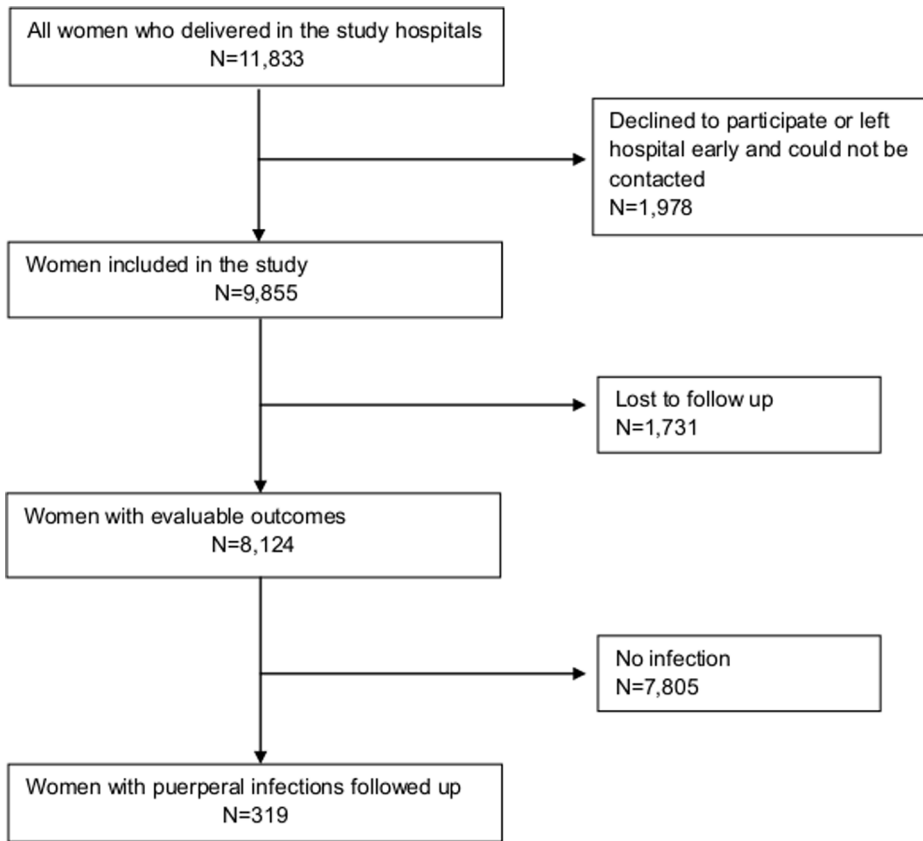 All women who delivered in the study hospitals
N=11,833
Declined to participate or left
hospital early and could not be
contacted
N=1,978
Women included in the study
N=9,855
Lost to follow up
N=1,731
Women with evaluable outcomes
N=8,124
No infection
N=7,805
Women with puerperal infections followed up
N=319